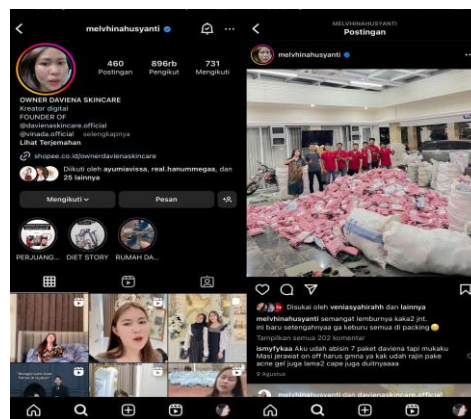 melvhinahusyanti
460
896rb
731
Postingan
Pengikut
Mengikuti
OWNER DAVIENA SKINCARE
Kreator digital
FOUNDER OF
@davienaskincare.official
@vinada.official selengkapnya
Lihat Terjemahan
shopee.co.id/ownerdavienaskincare
Diikuti oleh ayumiavissa, real.hanummegaa, dan
25 lainnya
Mengikuti
Pesan
PERJUANG...
DIET STORY
RUMAH DA...
MELVHINAHUSYANTI
Postingan
melvhinahusyanti
Disukai oleh veniasyahirahh dan lainnya
melvhinahusyanti semangat lemburnya kaka2 jnt.
ini baru setengahnyaa ga keburu semua di packing
Tampilkan semua 202 komentar
ismyfykaa Aku udah abisin 7 paket daviena tapi mukaku
Masi jerawat on off harus gmna ya kak udah rajin pake
acne gel juga lama2 cape juga duitnyaaaa
9 Agustus